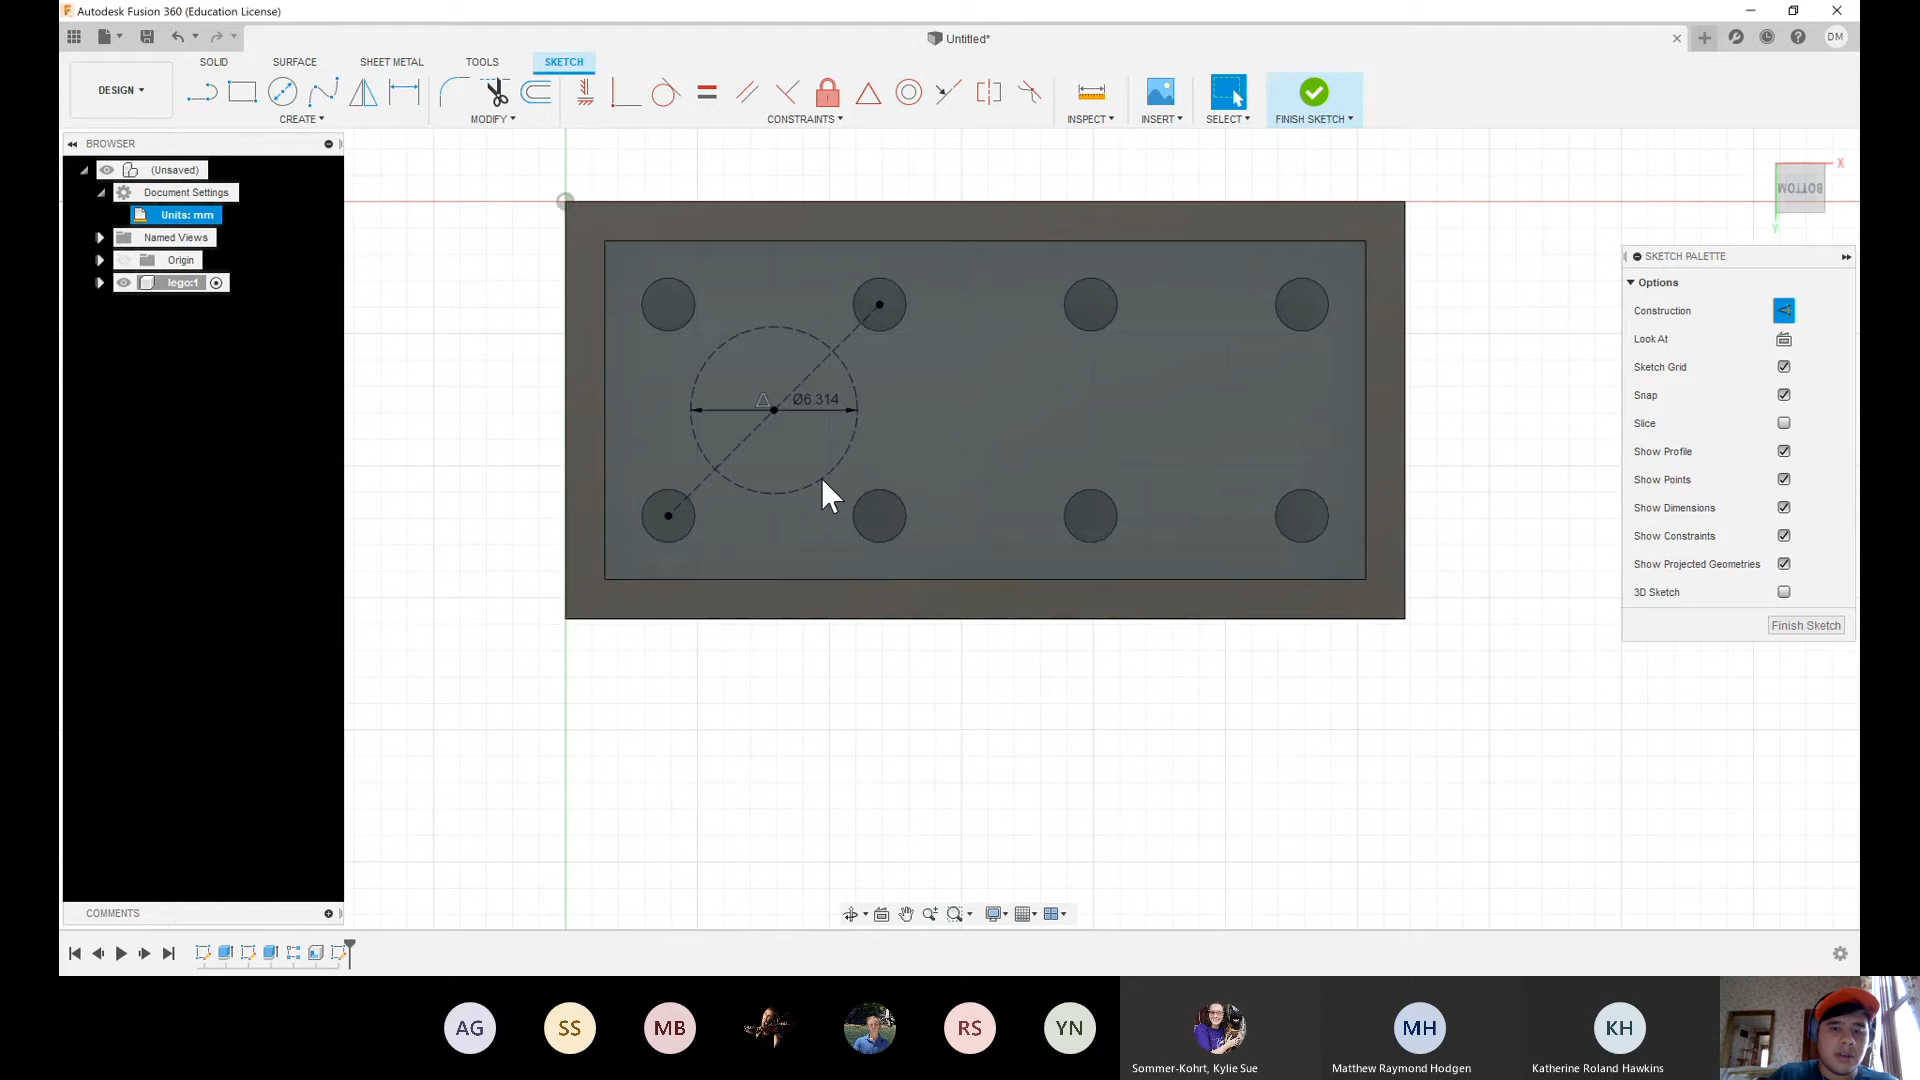 Autodesk Fusion 360 (Education License)
Untitled*
DM
SOLID
SURFACE
SHEET METAL
TOOLS
SKETCH
DESIGN
CREATE
MODIFY
CONSTRAINTS
INSPECT
INSERT
SELECT
FINISH SKETCH
BROWSER
(Unsaved)
Document Settings
Units: mm
Named Views
Origin
lego:1
X
BOTTOM
Y
Ø6.314
SKETCH PALETTE
Options
Construction
Look At
Sketch Grid
Snap
Slice
Show Profile
Show Points
Show Dimensions
Show Constraints
Show Projected Geometries
3D Sketch
Finish Sketch
COMMENTS
AG
SS
MB
RS
YN
MH
KH
Sommer-Kohrt, Kylie Sue
Matthew Raymond Hodgen
Katherine Roland Hawkins